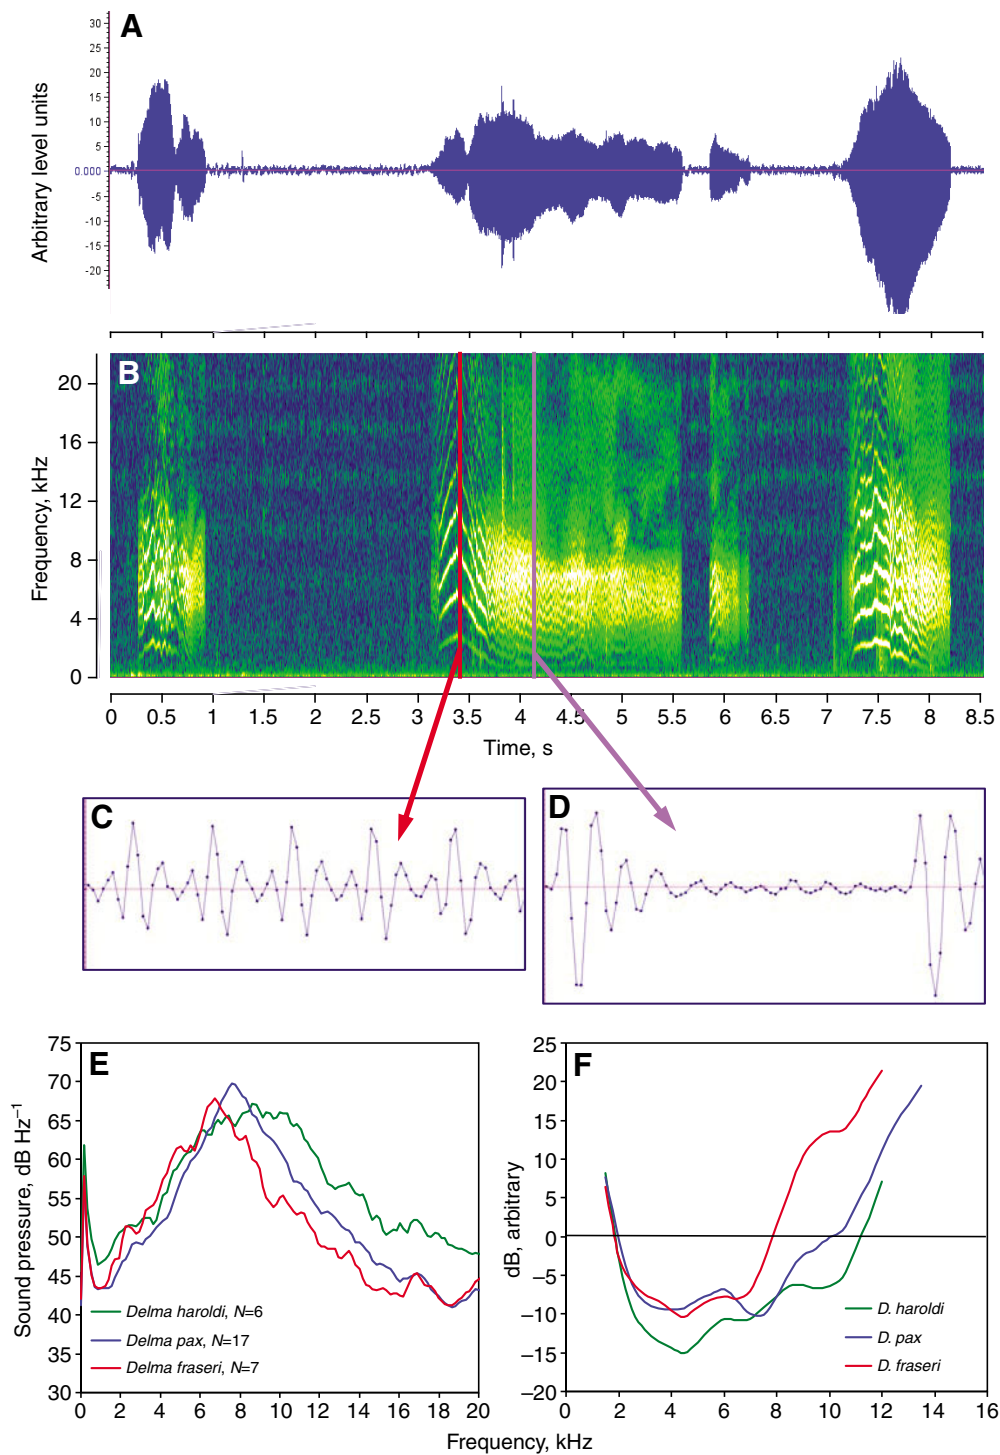 A
Arbitrary level units
30
25
20
15
10
5
0.000
-5
-10
-15
-20
B
Frequency, kHz
20
16
12
8
4
0
0 0.5 1 1.5 2 2.5 3 3.5 4 4.5 5 5.5 6 6.5 7 7.5 8 8.5
Time, s
C
D
E
Sound pressure, dB Hz–1
75
70
65
60
55
50
45
40
35
30
0 2 4 6 8 10 12 14 16 18 20
Delma haroldi, N=6
Delma pax, N=17
Delma fraseri, N=7
F
dB, arbitrary
25
20
15
10
5
0
–5
–10
–15
–20
0 2 4 6 8 10 12 14 16
D. haroldi
D. pax
D. fraseri
Frequency, kHz